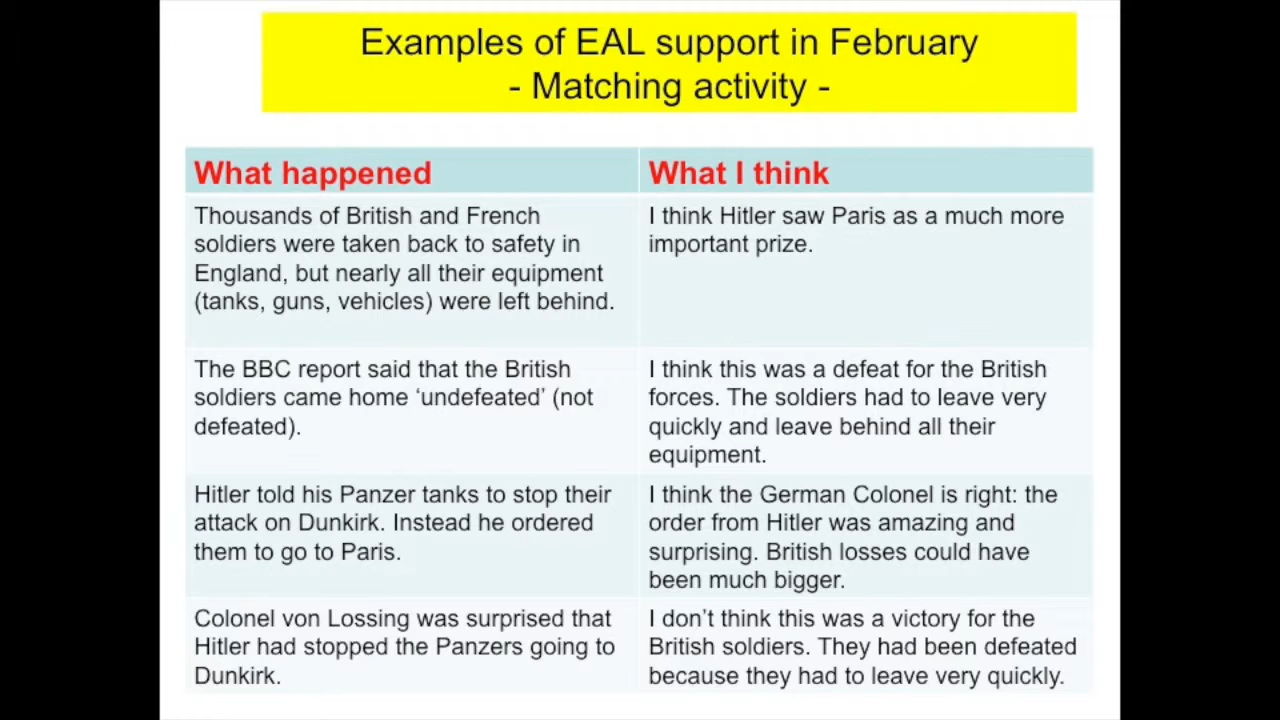 Examples of EAL support in February
- Matching activity -
What happened
What I think
Thousands of British and French
soldiers were taken back to safety in
England, but nearly all their equipment
(tanks, guns, vehicles) were left behind.
I think Hitler saw Paris as a much more
important prize.
The BBC report said that the British
soldiers came home ‘undefeated’ (not
defeated).
I think this was a defeat for the British
forces. The soldiers had to leave very
quickly and leave behind all their
equipment.
Hitler told his Panzer tanks to stop their
attack on Dunkirk. Instead he ordered
them to go to Paris.
I think the German Colonel is right: the
order from Hitler was amazing and
surprising. British losses could have
been much bigger.
Colonel von Lossing was surprised that
Hitler had stopped the Panzers going to
Dunkirk.
I don’t think this was a victory for the
British soldiers. They had been defeated
because they had to leave very quickly.